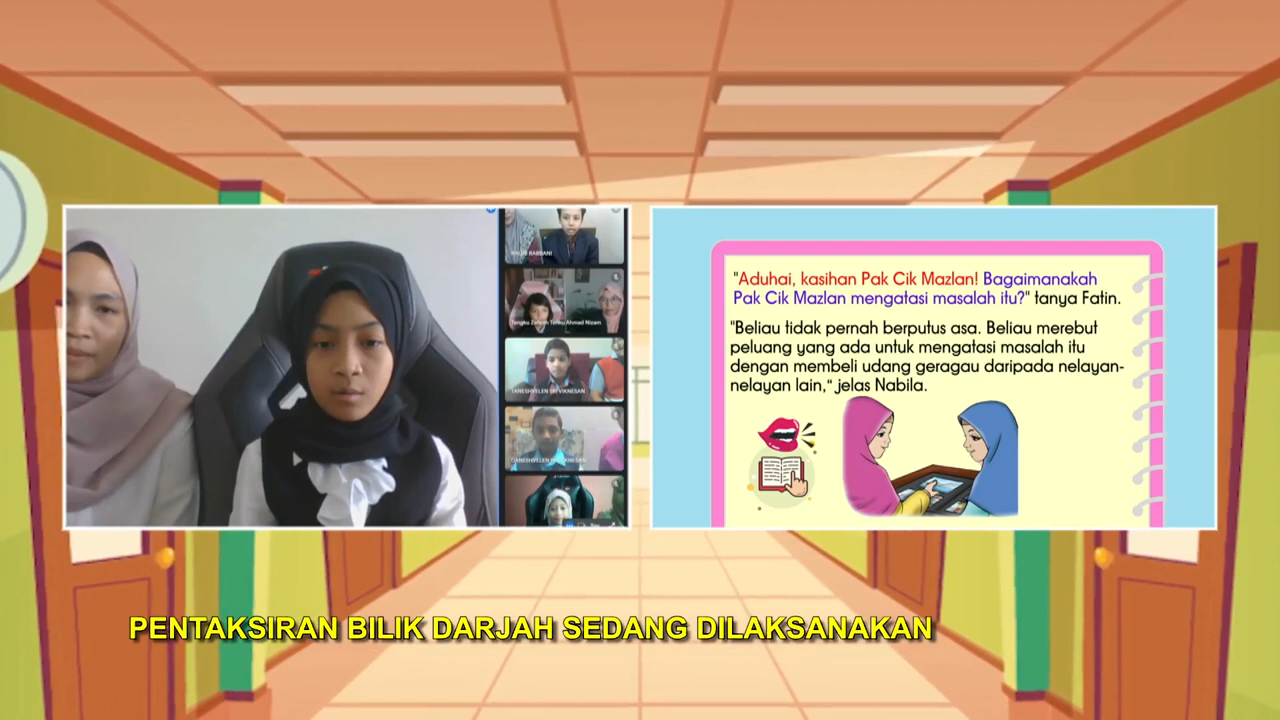 "Aduhai, kasihan Pak Cik Mazlan! Bagaimanakah
Pak Cik Mazlan mengatasi masalah itu?" tanya Fatin.
"Beliau tidak pernah berputus asa. Beliau merebut
peluang yang ada untuk mengatasi masalah itu
dengan membeli udang geragau daripada nelayan-
nelayan lain,“ jelas Nabila.
PENTAKSIRAN BILIK DARJAH SEDANG DILAKSANAKAN